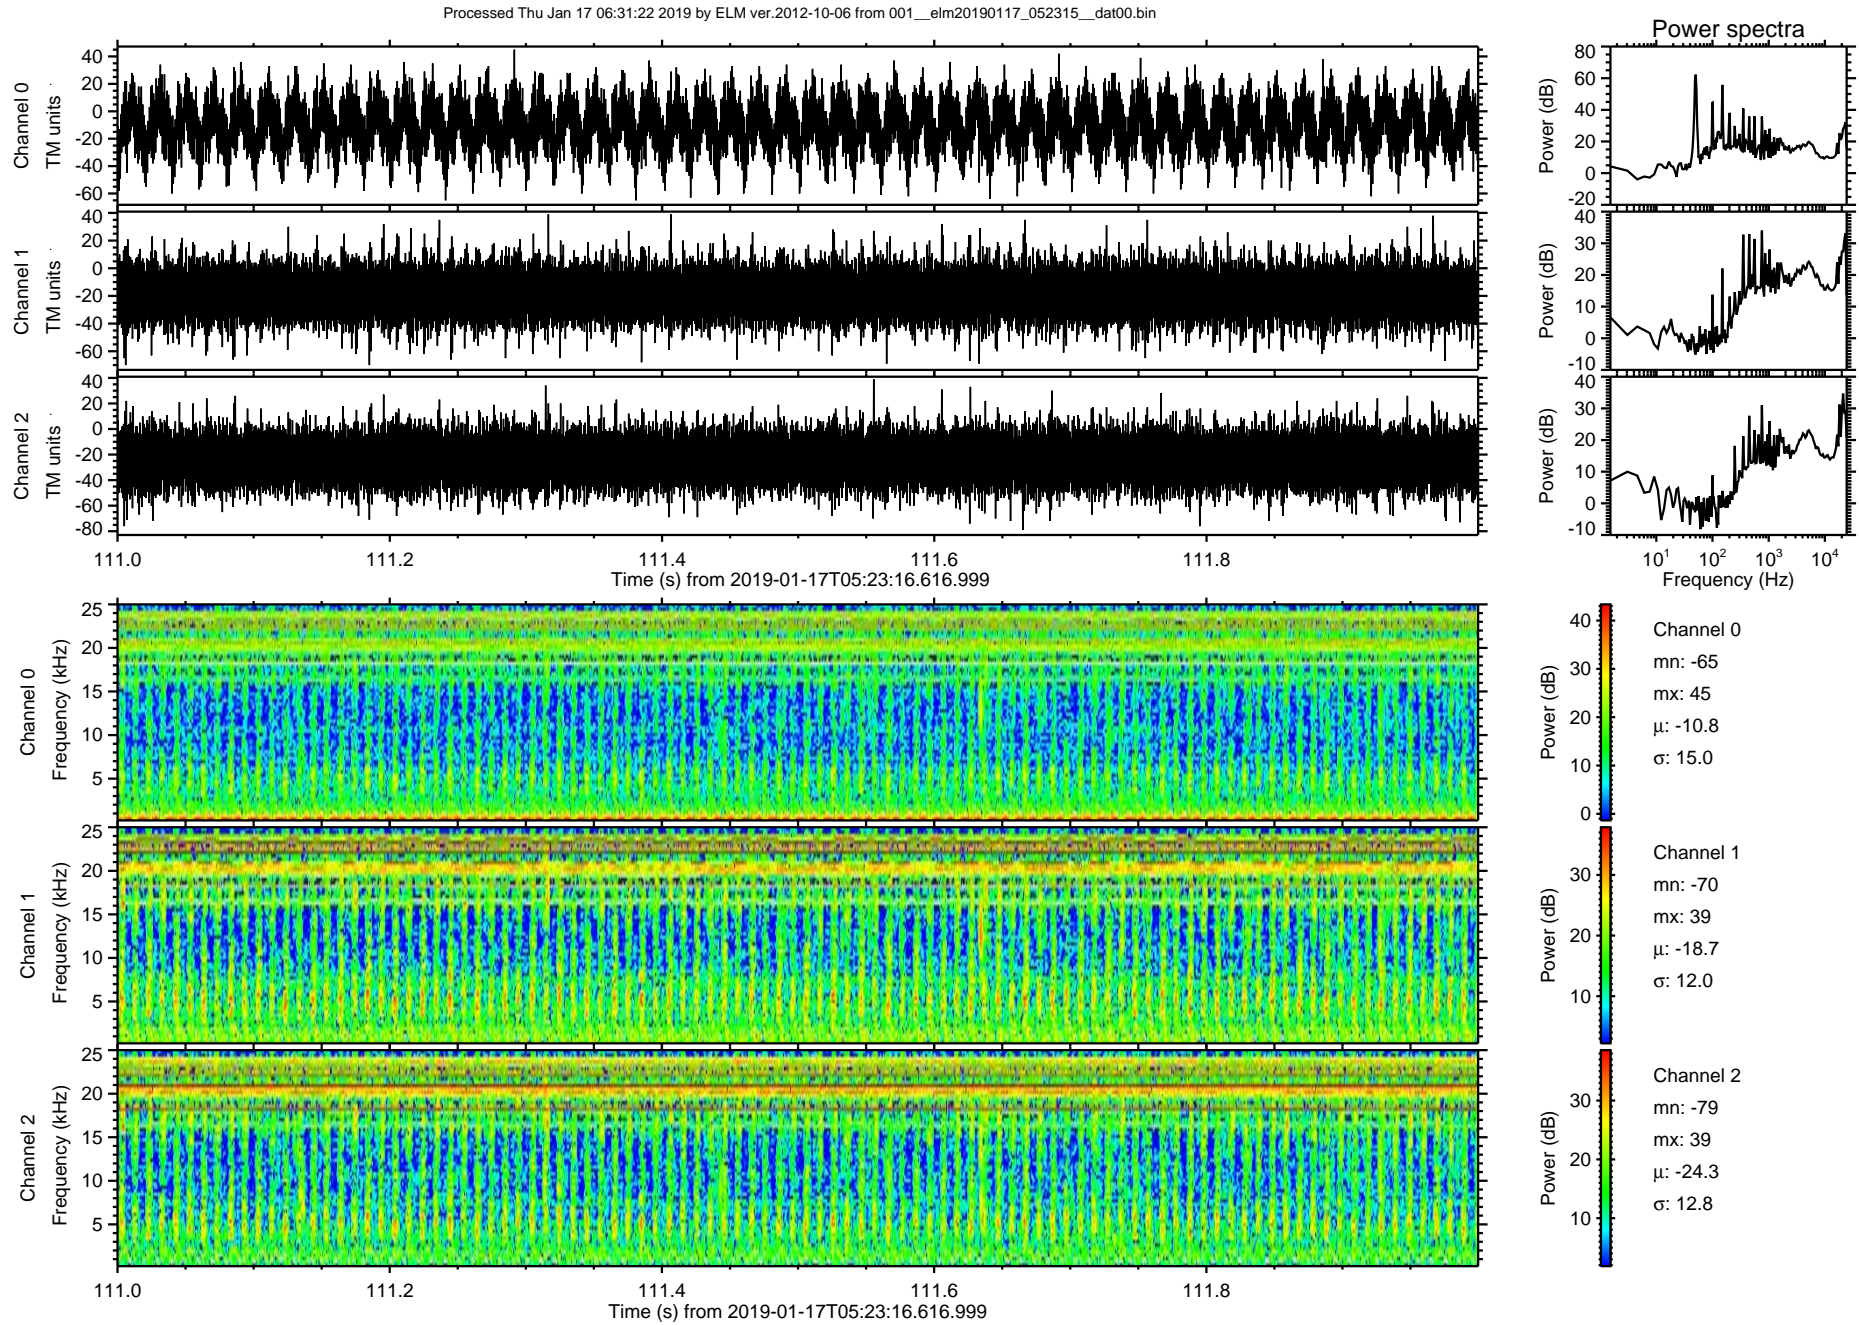 Processed Thu Jan 17 06:31:22 2019 by ELM ver.2012-10-06 from 001__elm20190117_052315__dat00.bin
Power spectra
Channel 0
TM units
40
20
0
-20
-40
-60
Power (dB)
80
60
40
20
0
-20
Channel 1
TM units
40
20
0
-20
-40
-60
Power (dB)
40
30
20
10
0
-10
Channel 2
TM units
40
20
0
-20
-40
-60
-80
Power (dB)
40
30
20
10
0
-10
111.0 111.2 111.4 111.6 111.8
Time (s) from 2019-01-17T05:23:16.616.999
10¹ 10² 10³ 10⁴
Frequency (Hz)
Channel 0
Frequency (kHz)
25
20
15
10
5
Power (dB)
40
30
20
10
0
Channel 0
mn: -65
mx: 45
μ: -10.8
σ: 15.0
Channel 1
Frequency (kHz)
25
20
15
10
5
Power (dB)
30
20
10
Channel 1
mn: -70
mx: 39
μ: -18.7
σ: 12.0
Channel 2
Frequency (kHz)
25
20
15
10
5
Power (dB)
30
20
10
Channel 2
mn: -79
mx: 39
μ: -24.3
σ: 12.8
111.0 111.2 111.4 111.6 111.8
Time (s) from 2019-01-17T05:23:16.616.999